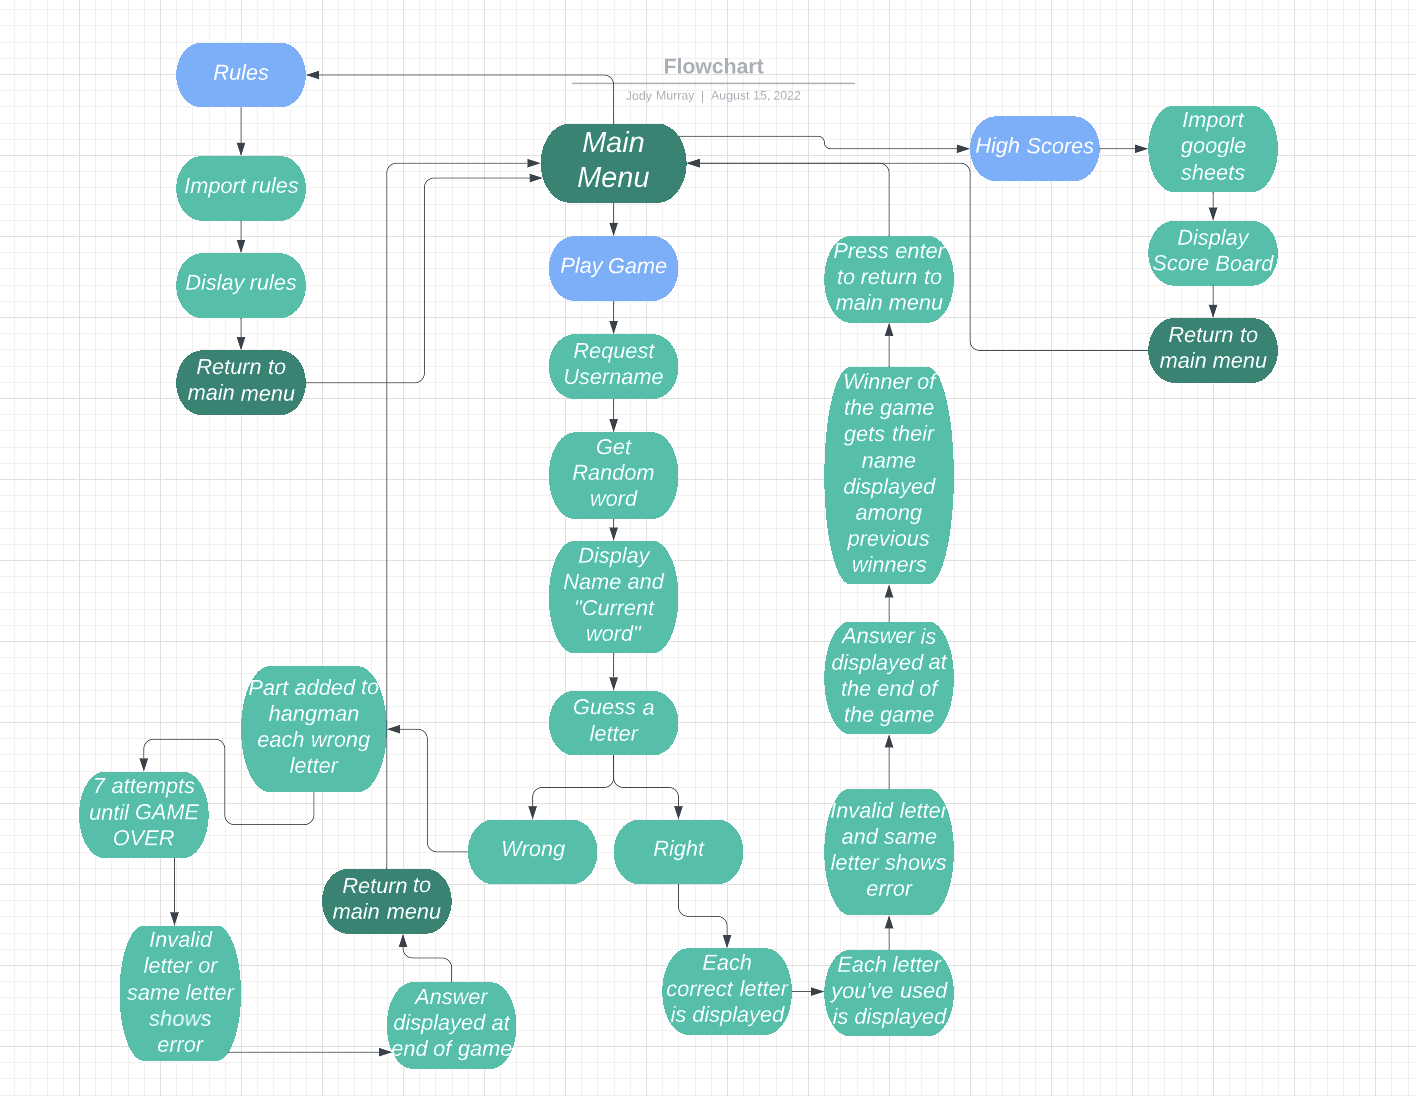 Flowchart
Jody Murray | August 15, 2022
Rules
Import rules
Dislay rules
Return to
main menu
Main
Menu
Play Game
Request
Username
Get
Random
word
Display
Name and
"Current
word"
Guess a
letter
Wrong
Right
Part added to
hangman
each wrong
letter
7 attempts
until GAME
OVER
Invalid
letter or
same letter
shows
error
Answer
displayed at
end of game
Return to
main menu
Each
correct letter
is displayed
Each letter
you've used
is displayed
Invalid letter
and same
letter shows
error
Answer is
displayed at
the end of
the game
Winner of
the game
gets their
name
displayed
among
previous
winners
Press enter
to return to
main menu
High Scores
Import
google
sheets
Display
Score Board
Return to
main menu